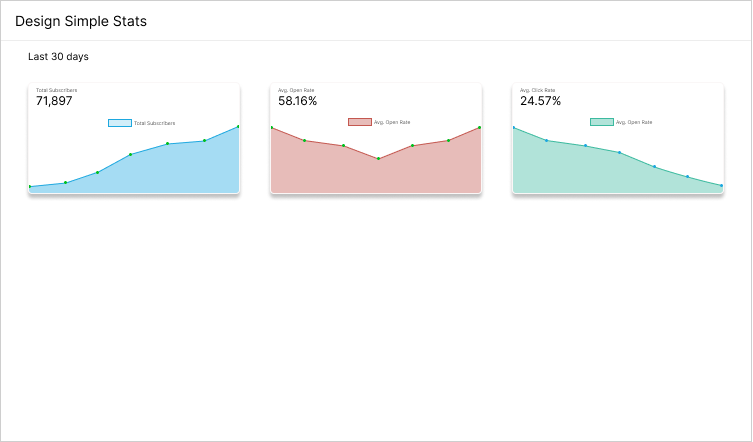 Design Simple Stats
Last 30 days
Total Subscribers
71,897
Total Subscribers
Avg. Open Rate
58.16%
Avg. Open Rate
Avg. Click Rate
24.57%
Avg. Open Rate